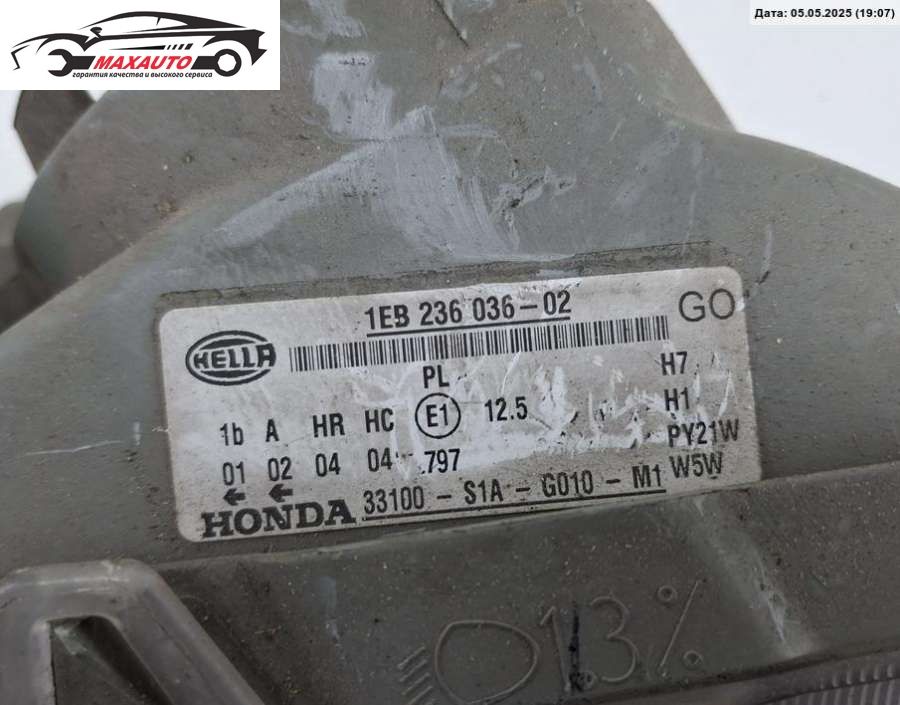 Дата: 05.05.2025 (19:07)
MAXAUTO
гарантия качества и высокого сервиса
1EB 236 036-02
GO
HELLA
PL
H7
1b A HR HC E1 12.5
H1
01 02 04 04 .797
PY21W
W5W
HONDA 33100 - S1A - G010 - M1
1.3%